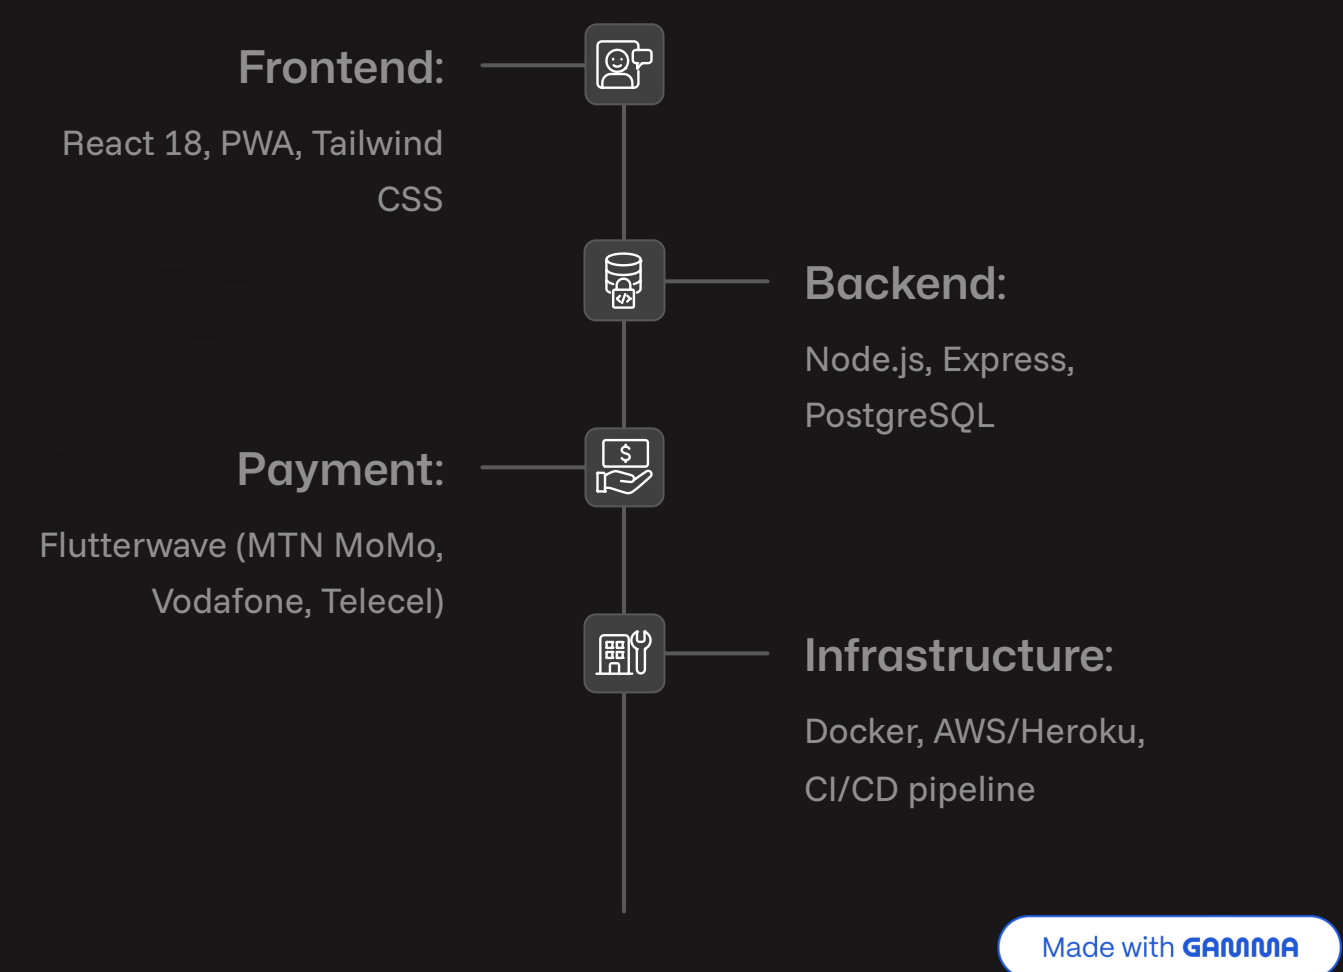 Frontend:
React 18, PWA, Tailwind
CSS
Backend:
Node.js, Express,
PostgreSQL
$
Payment:
Flutterwave (MTN MoMo,
Vodafone, Telecel)
Infrastructure:
Docker, AWS/Heroku,
CI/CD pipeline
Made with GAMMA